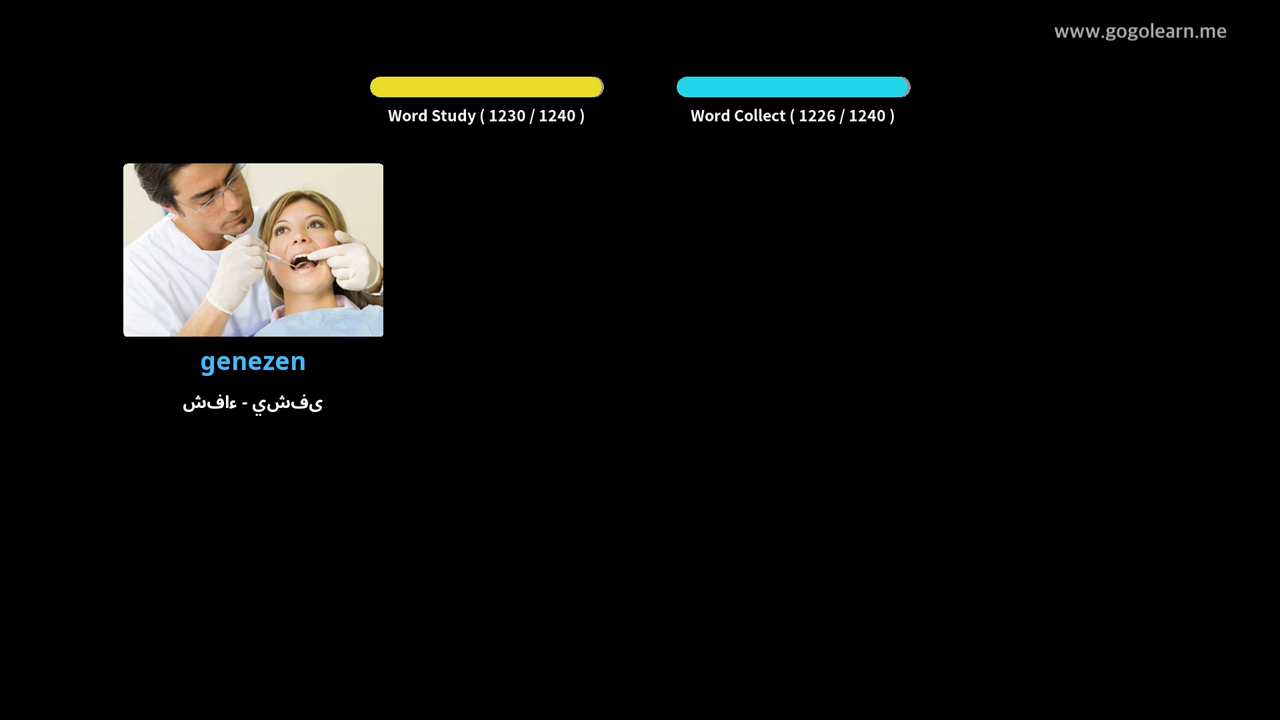 www.gogolearn.me
Word Study ( 1230 / 1240 )
Word Collect ( 1226 / 1240 )
genezen
ىفشي - ءافش